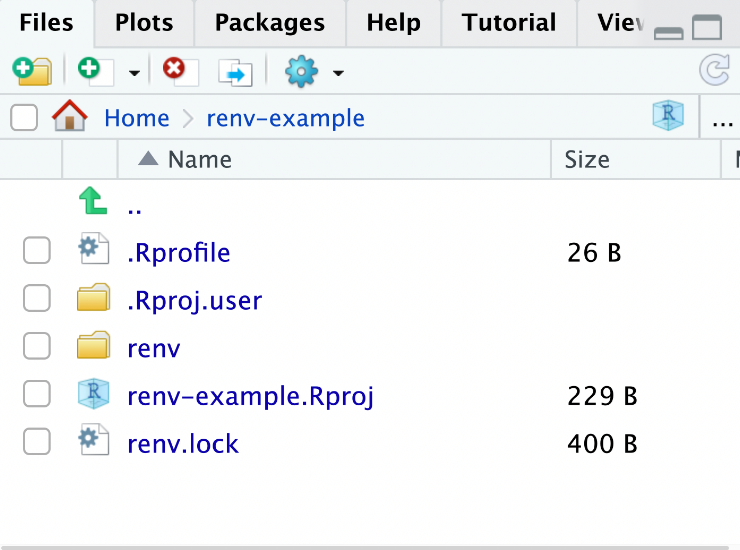 Files Plots Packages Help Tutorial
Home renv-example ...
Name Size
..
.Rprofile 26 B
.Rproj.user
renv
renv-example.Rproj 229 B
renv.lock 400 B